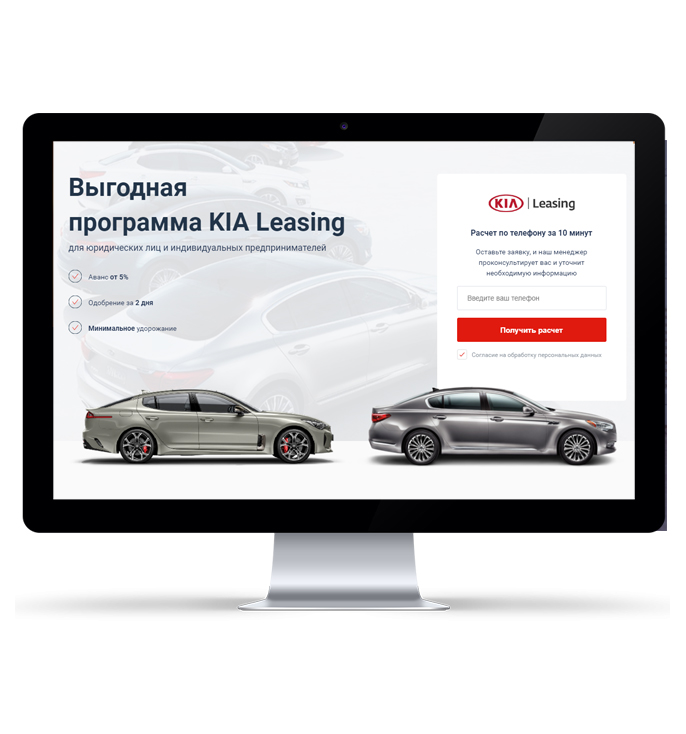 Выгодная
программа KIA Leasing
для юридических лиц и индивидуальных предпринимателей
Аванс от 5%
Одобрение за 2 дня
Минимальное удорожание
KIA Leasing
Расчет по телефону за 10 минут
Оставьте заявку, и наш менеджер
проконсультирует вас и уточнит
необходимую информацию
Введите ваш телефон
Получить расчет
Согласие на обработку персональных данных